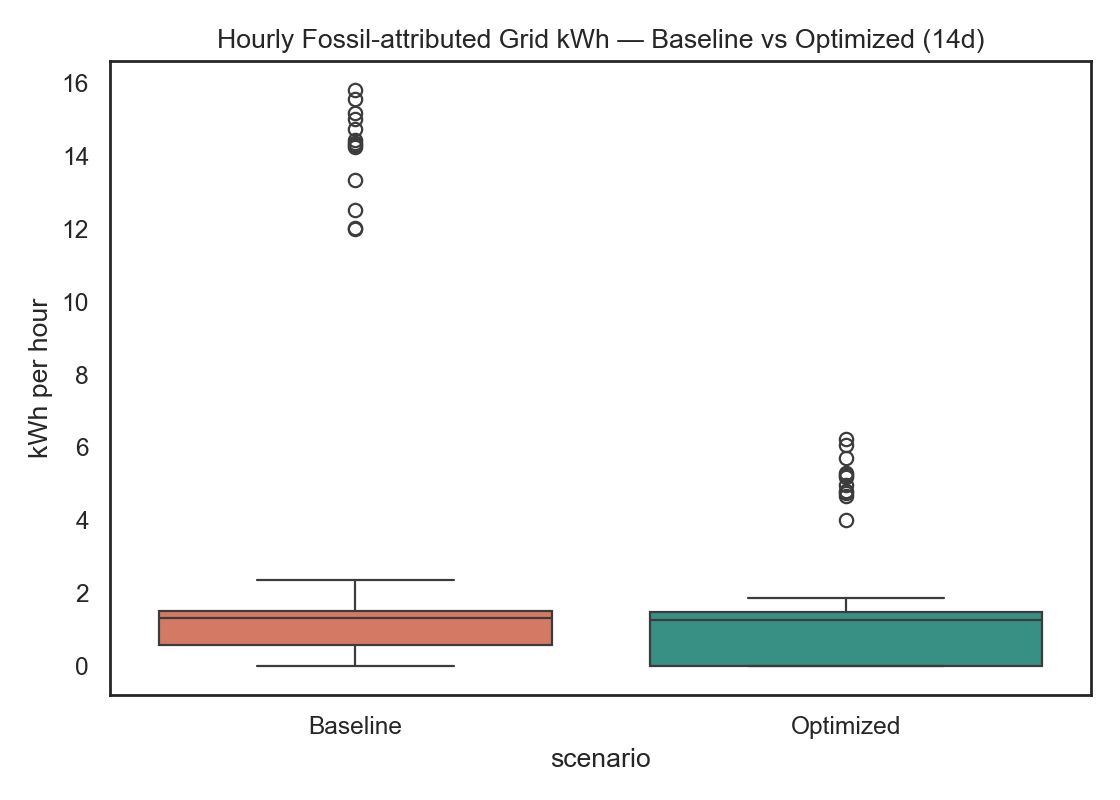 Hourly Fossil-attributed Grid kWh — Baseline vs Optimized (14d)
kWh per hour
16
14
12
10
8
6
4
2
0
Baseline
Optimized
scenario